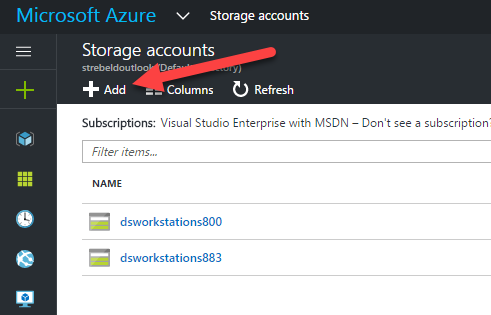 Microsoft Azure Storage accounts
Storage accounts
strebeldoutlook (Default Directory)
Add Columns Refresh
Subscriptions: Visual Studio Enterprise with MSDN – Don't see a subscription?
Filter items...
NAME
dsworkstations800
dsworkstations883